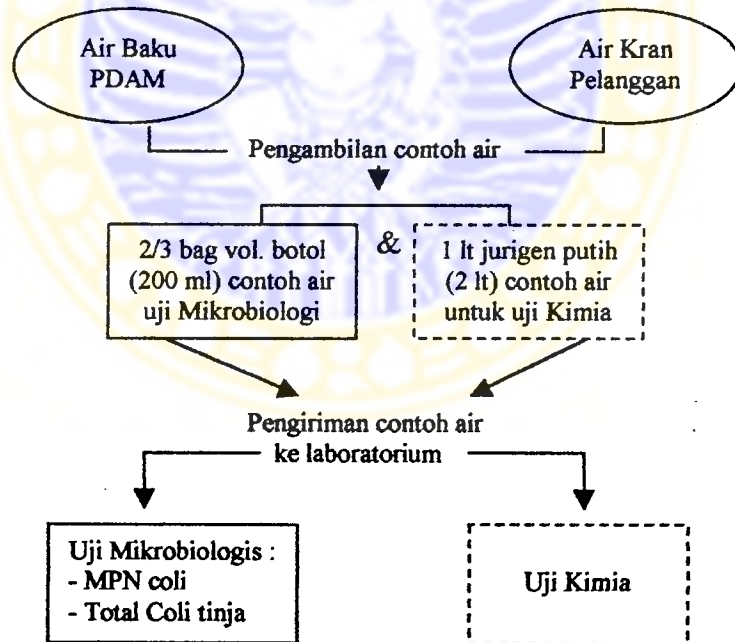 Air Baku
PDAM
Air Kran
Pelanggan
Pengambilan contoh air
2/3 bag vol. botol
(200 ml) contoh air
uji Mikrobiologi
&
1 lt jurigen putih
(2 lt) contoh air
untuk uji Kimia
Pengiriman contoh air
ke laboratorium
Uji Mikrobiologis :
- MPN coli
- Total Coli tinja
Uji Kimia